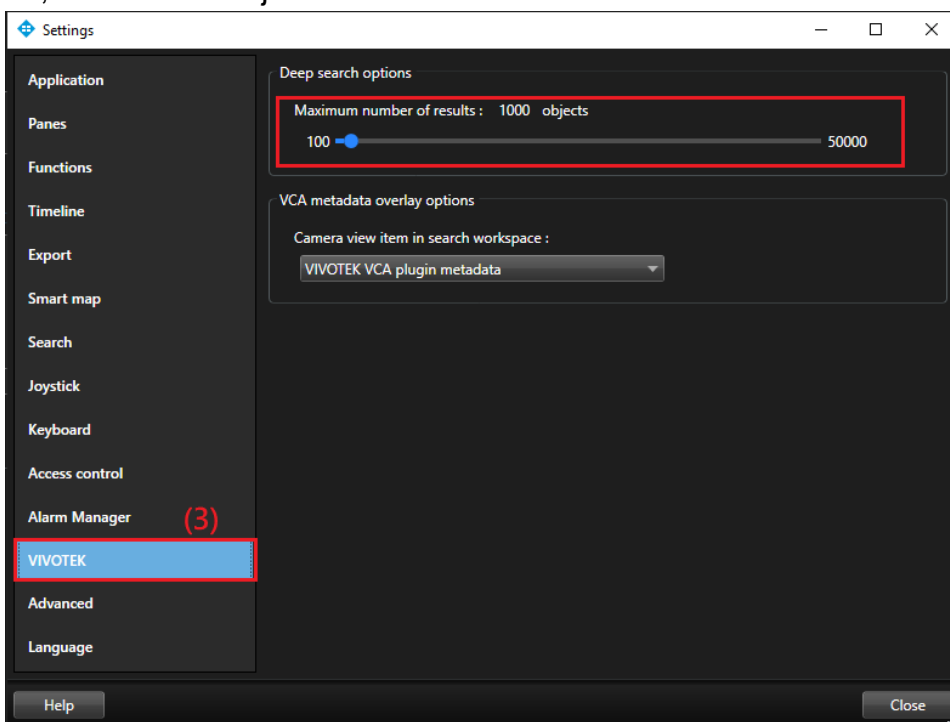 Settings
Application
Panes
Functions
Timeline
Export
Smart map
Search
Joystick
Keyboard
Access control
Alarm Manager
(3)
VIVOTEK
Advanced
Language
Deep search options
Maximum number of results : 1000 objects
100 50000
VCA metadata overlay options
Camera view item in search workspace :
VIVOTEK VCA plugin metadata
Help
Close